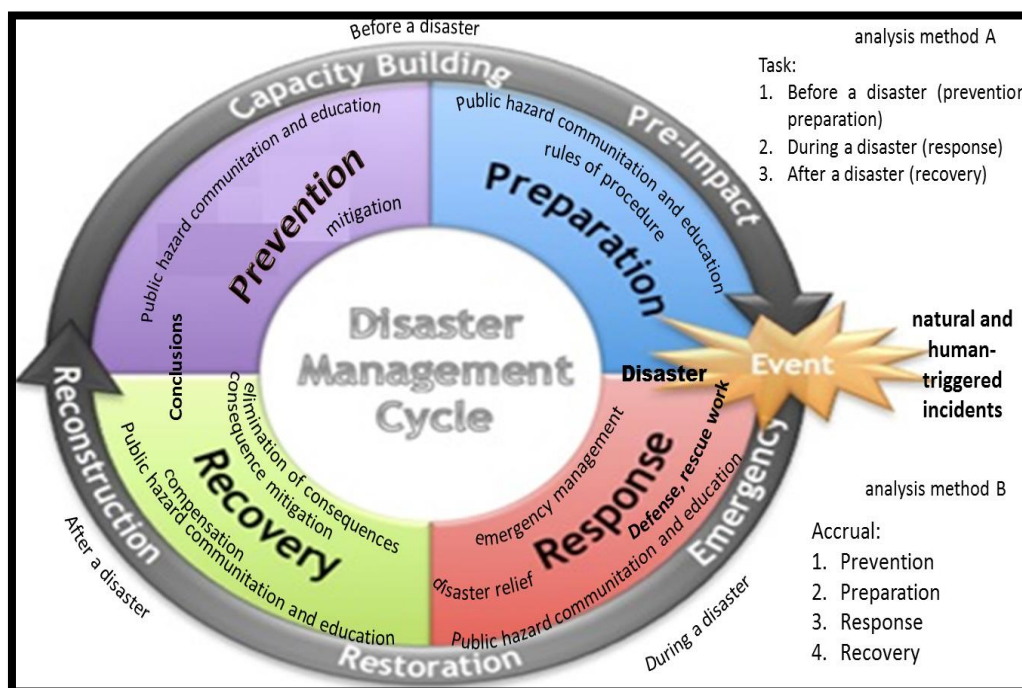 Before a disaster
Capacity Building
Pre-Impact
Public hazard communitation and education
Prevention
mitigation
Public hazard communitation and education
rules of procedure
Preparation
Disaster
Management
Cycle
Event
natural and
human-
triggered
incidents
Disaster
Defense, rescue work
emergency management
Response
disaster relief
Public hazard communitation and education
Emergency
During a disaster
Restoration
Conclusions
elimination of consequences
consequence mitigation
Recovery
compensation
Public hazard communitation and education
Reconstruction
After a disaster
analysis method A
Task:
1. Before a disaster (prevention
preparation)
2. During a disaster (response)
3. After a disaster (recovery)
analysis method B
Accrual:
1. Prevention
2. Preparation
3. Response
4. Recovery